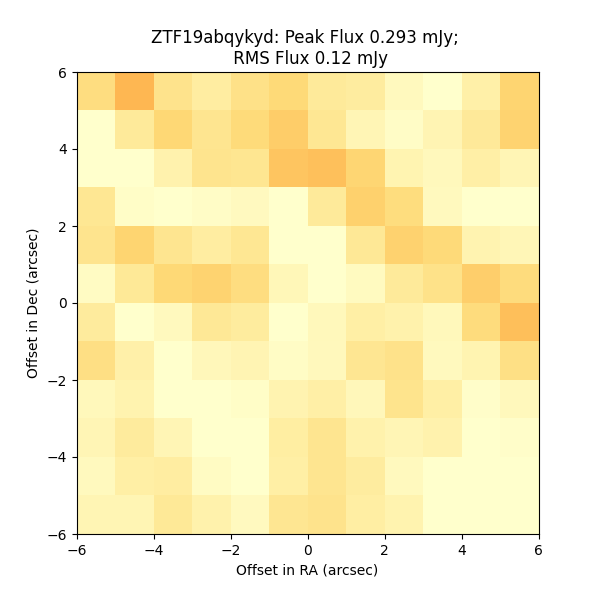 ZTF19abqykyd: Peak Flux 0.293 mJy;
RMS Flux 0.12 mJy
6
4
2
0
−2
−4
−6
Offset in Dec (arcsec)
−6 −4 −2 0 2 4 6
Offset in RA (arcsec)